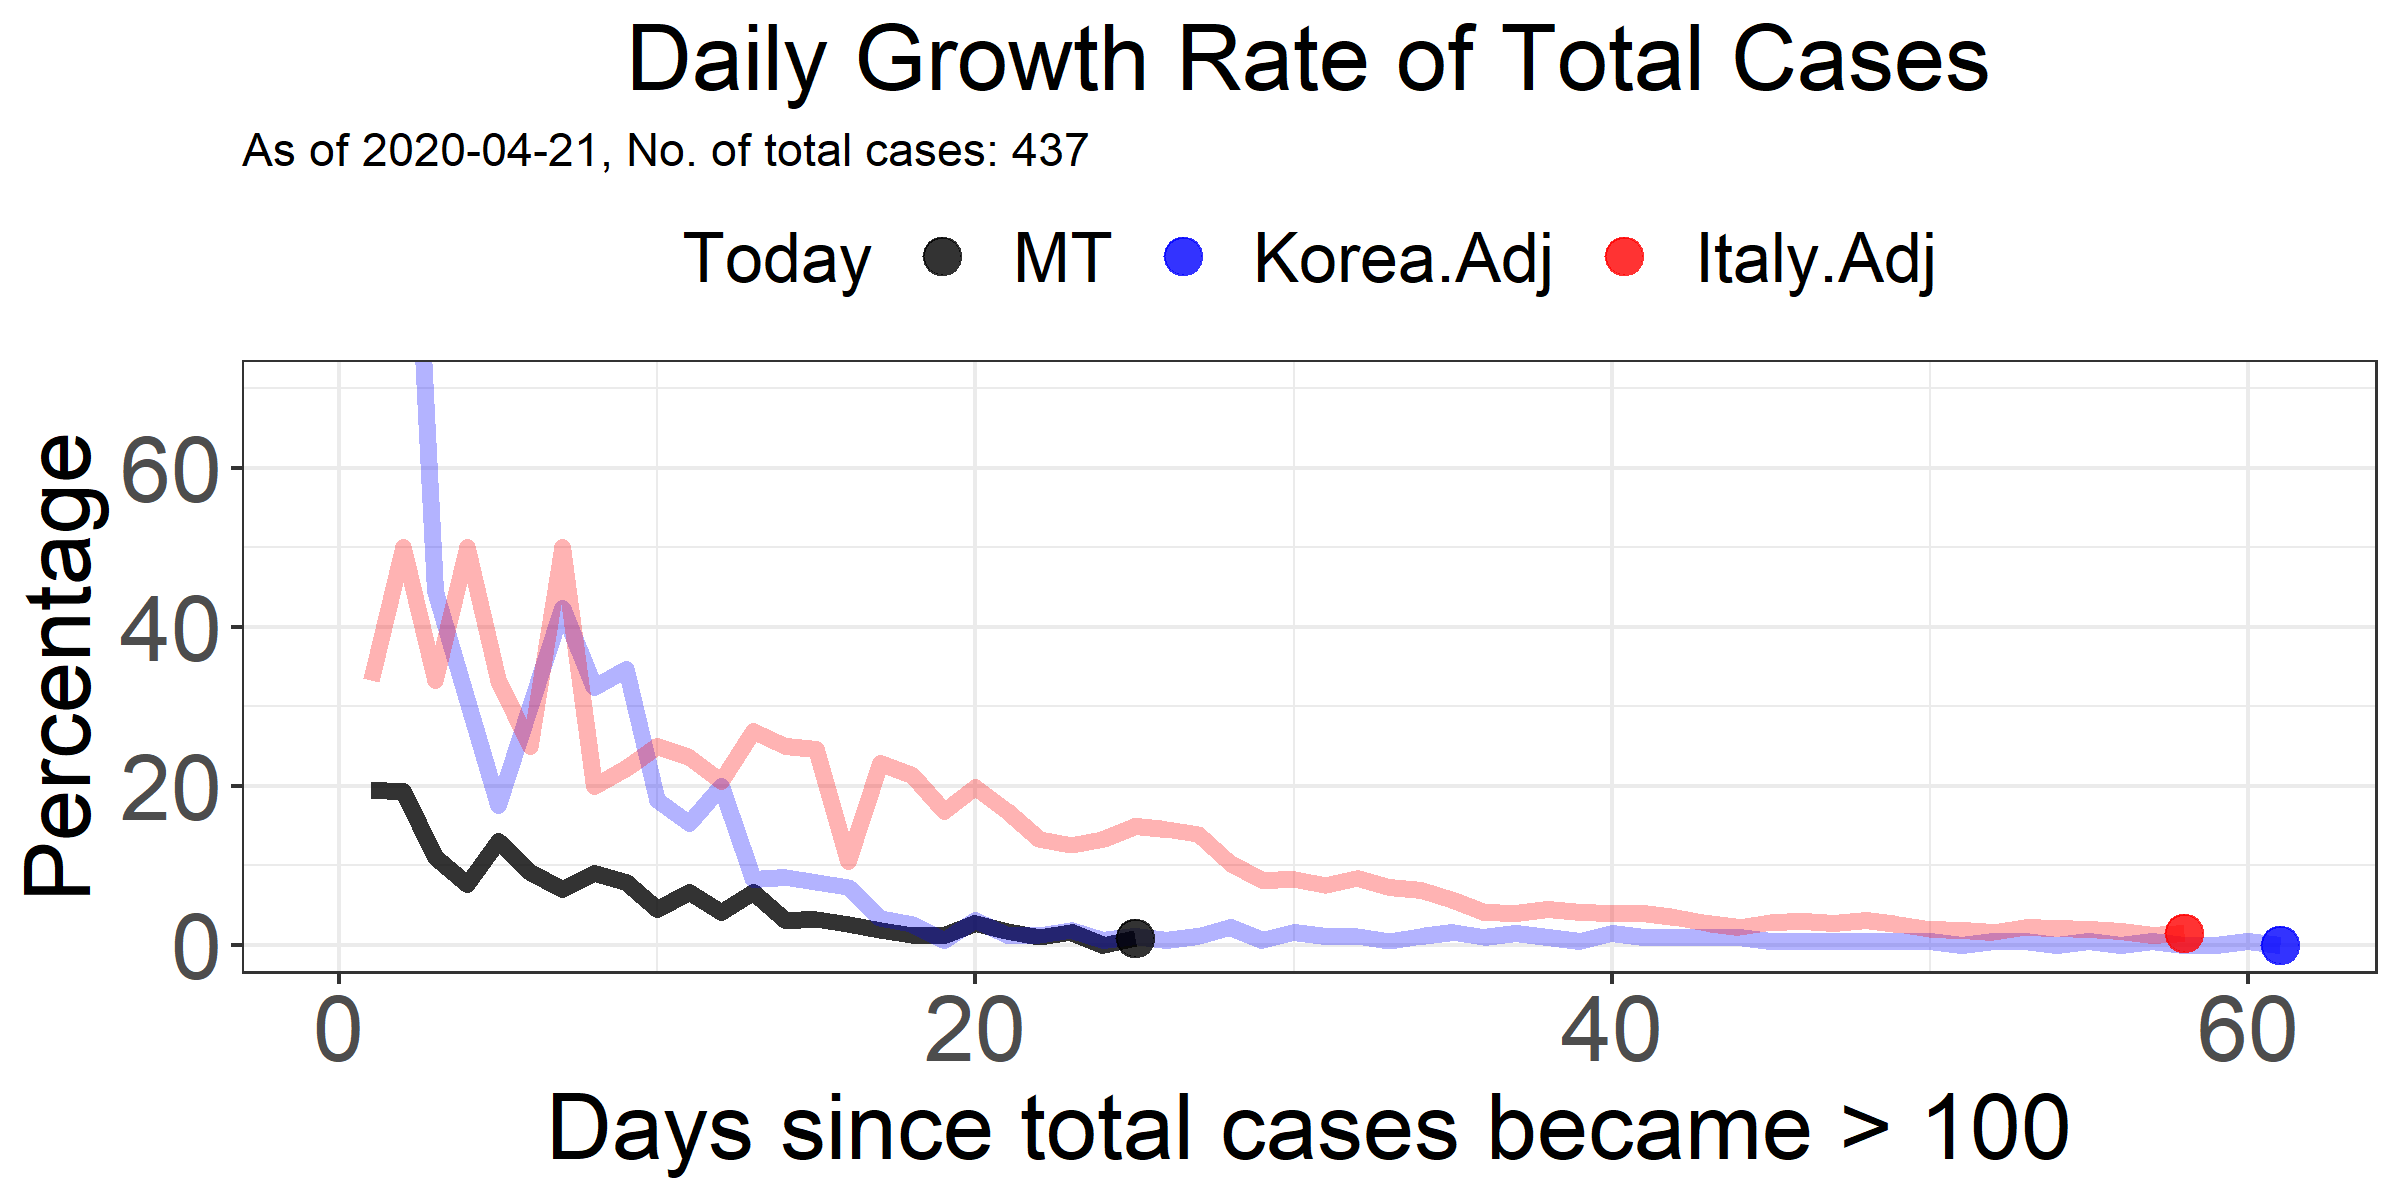 Daily Growth Rate of Total Cases
As of 2020-04-21, No. of total cases: 437
Today MT Korea.Adj Italy.Adj
Percentage
60
40
20
0
0 20 40 60
Days since total cases became > 100